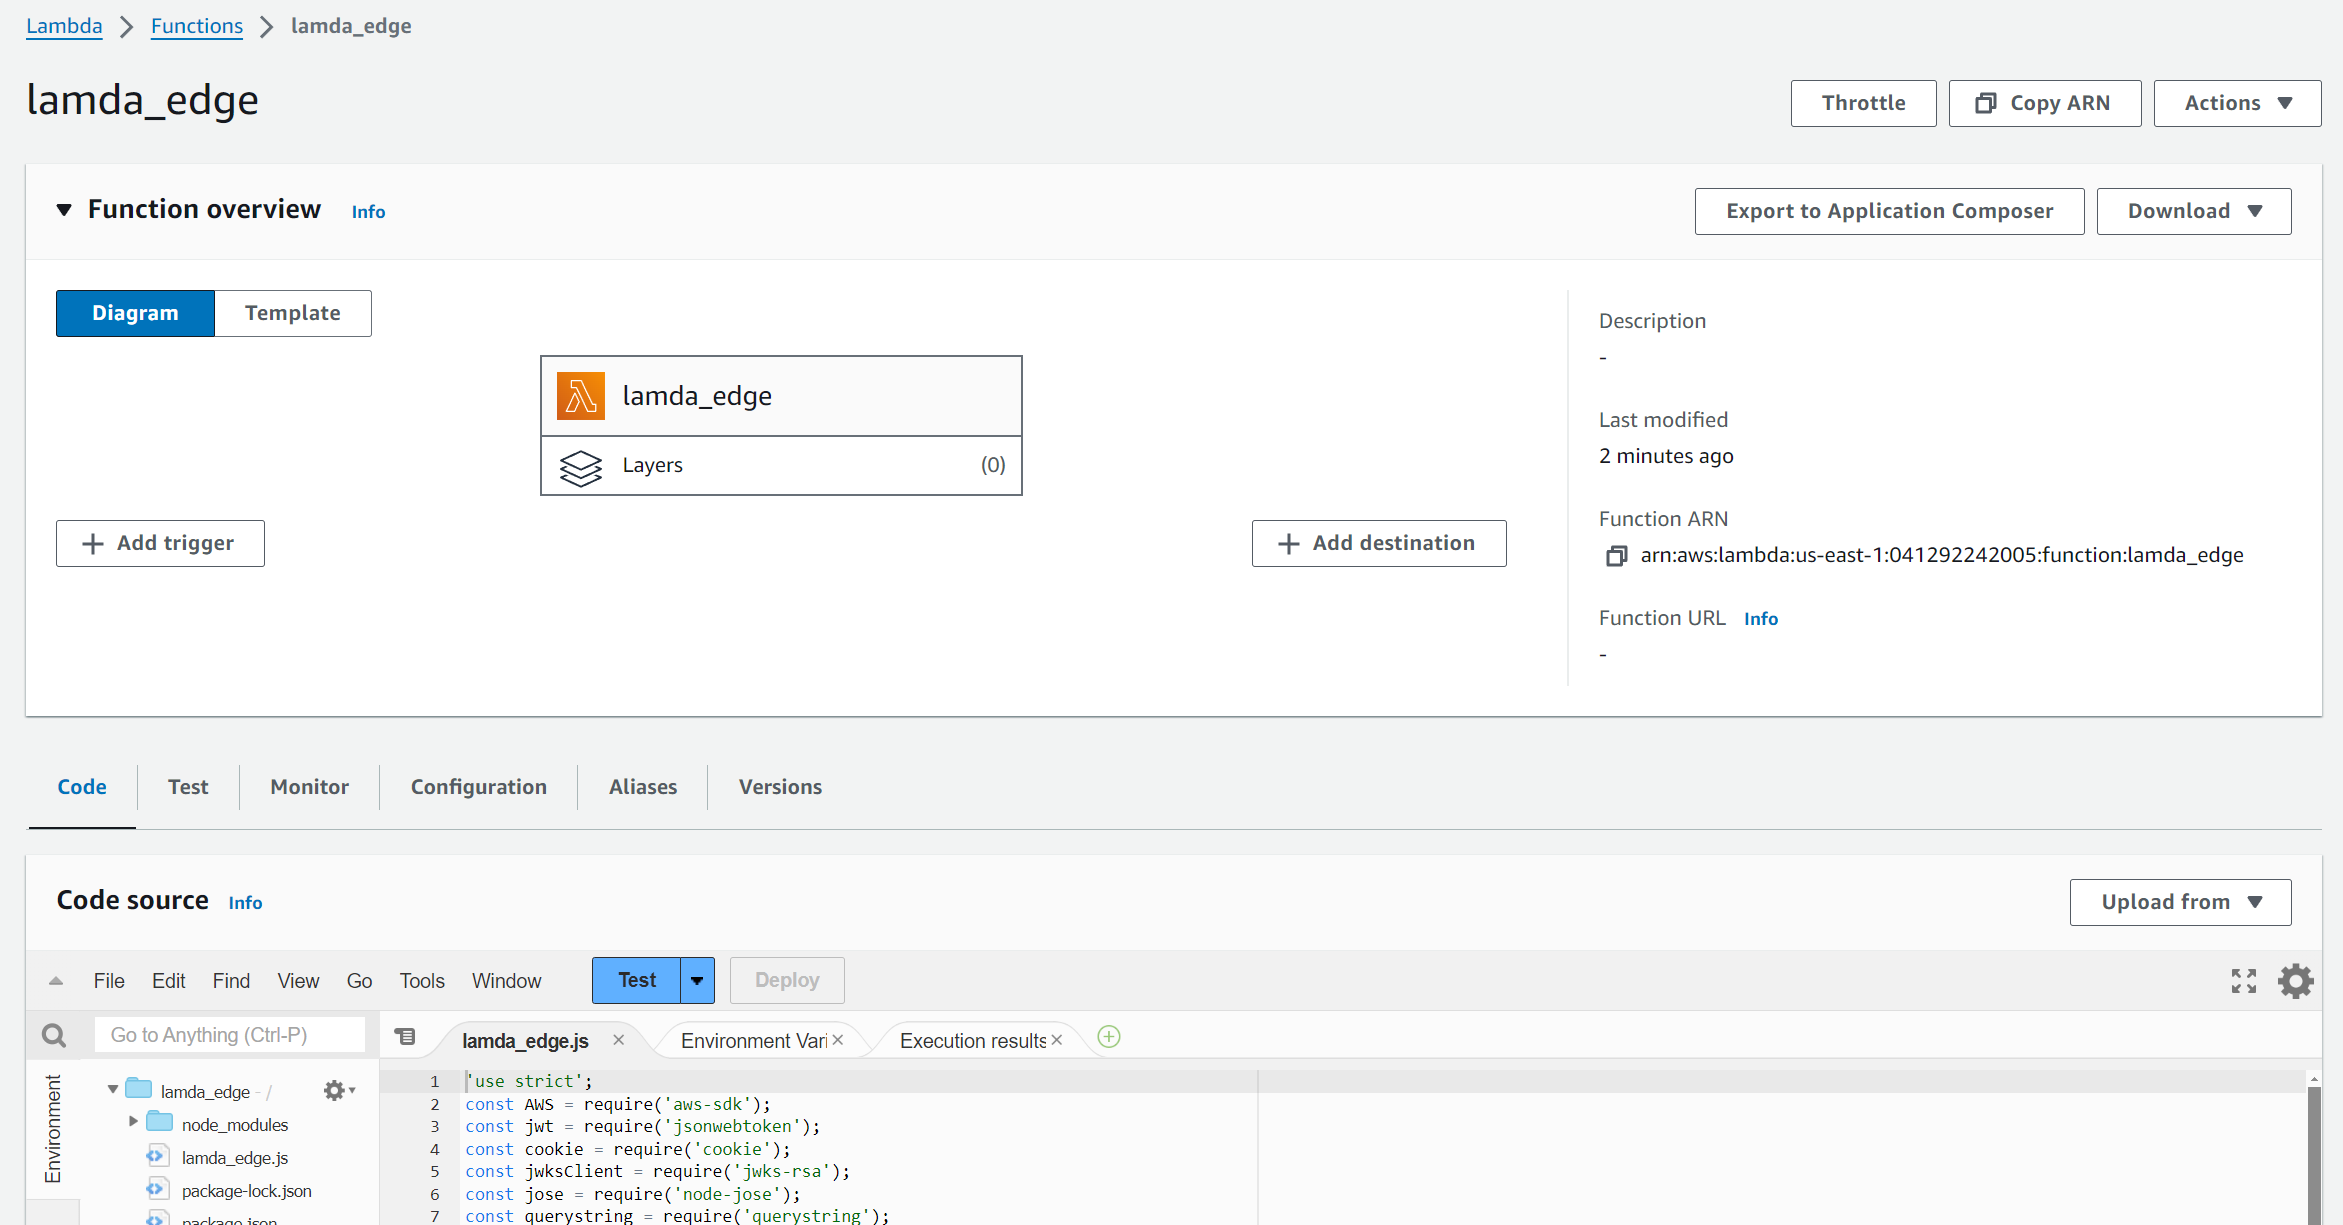 Lambda > Functions > lamda_edge
lamda_edge
Throttle
Copy ARN
Actions
Function overview Info
Export to Application Composer
Download
Diagram
Template
lamda_edge
Layers (0)
Add trigger
Add destination
Description
-
Last modified
2 minutes ago
Function ARN
arn:aws:lambda:us-east-1:041292242005:function:lamda_edge
Function URL Info
-
Code
Test
Monitor
Configuration
Aliases
Versions
Code source Info
Upload from
File Edit Find View Go Tools Window Test Deploy
Go to Anything (Ctrl-P)
lamda_edge.js
Environment Vari
Execution results
Environment
lamda_edge - /
node_modules
lamda_edge.js
package-lock.json
package.json
1 'use strict';
2 const AWS = require('aws-sdk');
3 const jwt = require('jsonwebtoken');
4 const cookie = require('cookie');
5 const jwksClient = require('jwks-rsa');
6 const jose = require('node-jose');
7 const querystring = require('querystring');